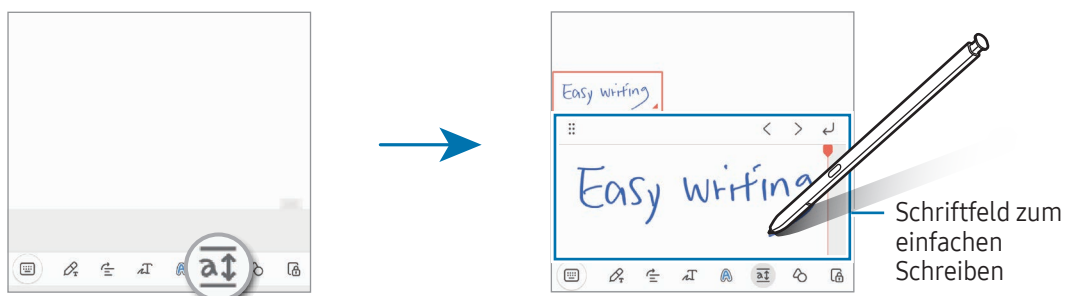 Easy writing
Easy writing
Schriftfeld zum
einfachen
Schreiben